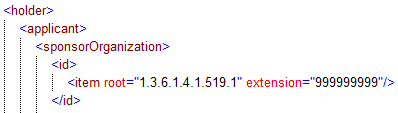 <holder>
<applicant>
<sponsorOrganization>
<id>
<item root="1.3.6.1.4.1.519.1" extension="999999999"/>
</id>